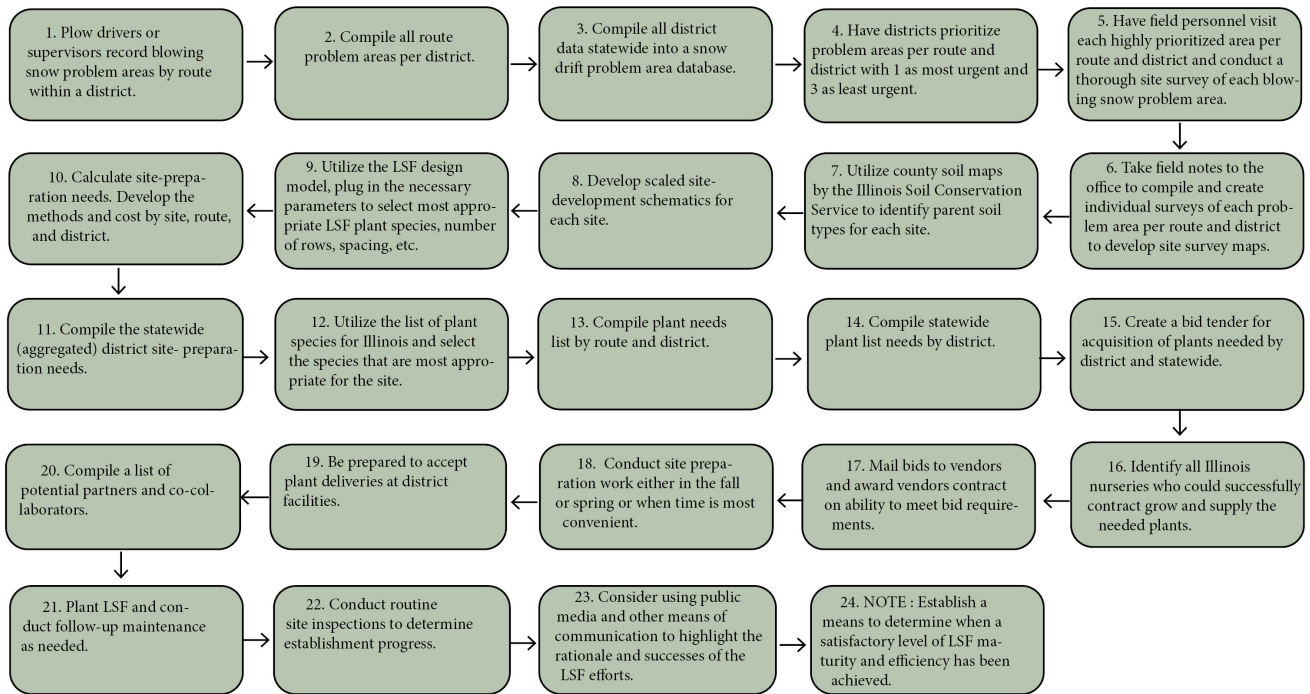 1. Plow drivers or
supervisors record blowing
snow problem areas by route
within a district.
2. Compile all route
problem areas per district.
3. Compile all district
data statewide into a snow
drift problem area database.
4. Have districts prioritize
problem areas per route and
district with 1 as most urgent and
3 as least urgent.
5. Have field personnel visit
each highly prioritized area per
route and district and conduct a
thorough site survey of each blow-
ing snow problem area.
6. Take field notes to the
office to compile and create
individual surveys of each prob-
lem area per route and district
to develop site survey maps.
7. Utilize county soil maps
by the Illinois Soil Conservation
Service to identify parent soil
types for each site.
8. Develop scaled site-
development schematics for
each site.
9. Utilize the LSF design
model, plug in the necessary
parameters to select most appro-
priate LSF plant species, number
of rows, spacing, etc.
10. Calculate site-prepa-
ration needs. Develop the
methods and cost by site, route,
and district.
11. Compile the statewide
(aggregated) district site- prepara-
tion needs.
12. Utilize the list of plant
species for Illinois and select
the species that are most appro-
priate for the site.
13. Compile plant needs
list by route and district.
14. Compile statewide
plant list needs by district.
15. Create a bid tender for
acquisition of plants needed by
district and statewide.
16. Identify all Illinois
nurseries who could successfully
contract grow and supply the
needed plants.
17. Mail bids to vendors
and award vendors contract
on ability to meet bid require-
ments.
18. Conduct site prepa-
ration work either in the fall
or spring or when time is most
convenient.
19. Be prepared to accept
plant deliveries at district
facilities.
20. Compile a list of
potential partners and co-col-
laborators.
21. Plant LSF and con-
duct follow-up maintenance
as needed.
22. Conduct routine
site inspections to determine
establishment progress.
23. Consider using public
media and other means of
communication to highlight the
rationale and successes of the
LSF efforts.
24. NOTE : Establish a
means to determine when a
satisfactory level of LSF ma-
turity and efficiency has been
achieved.